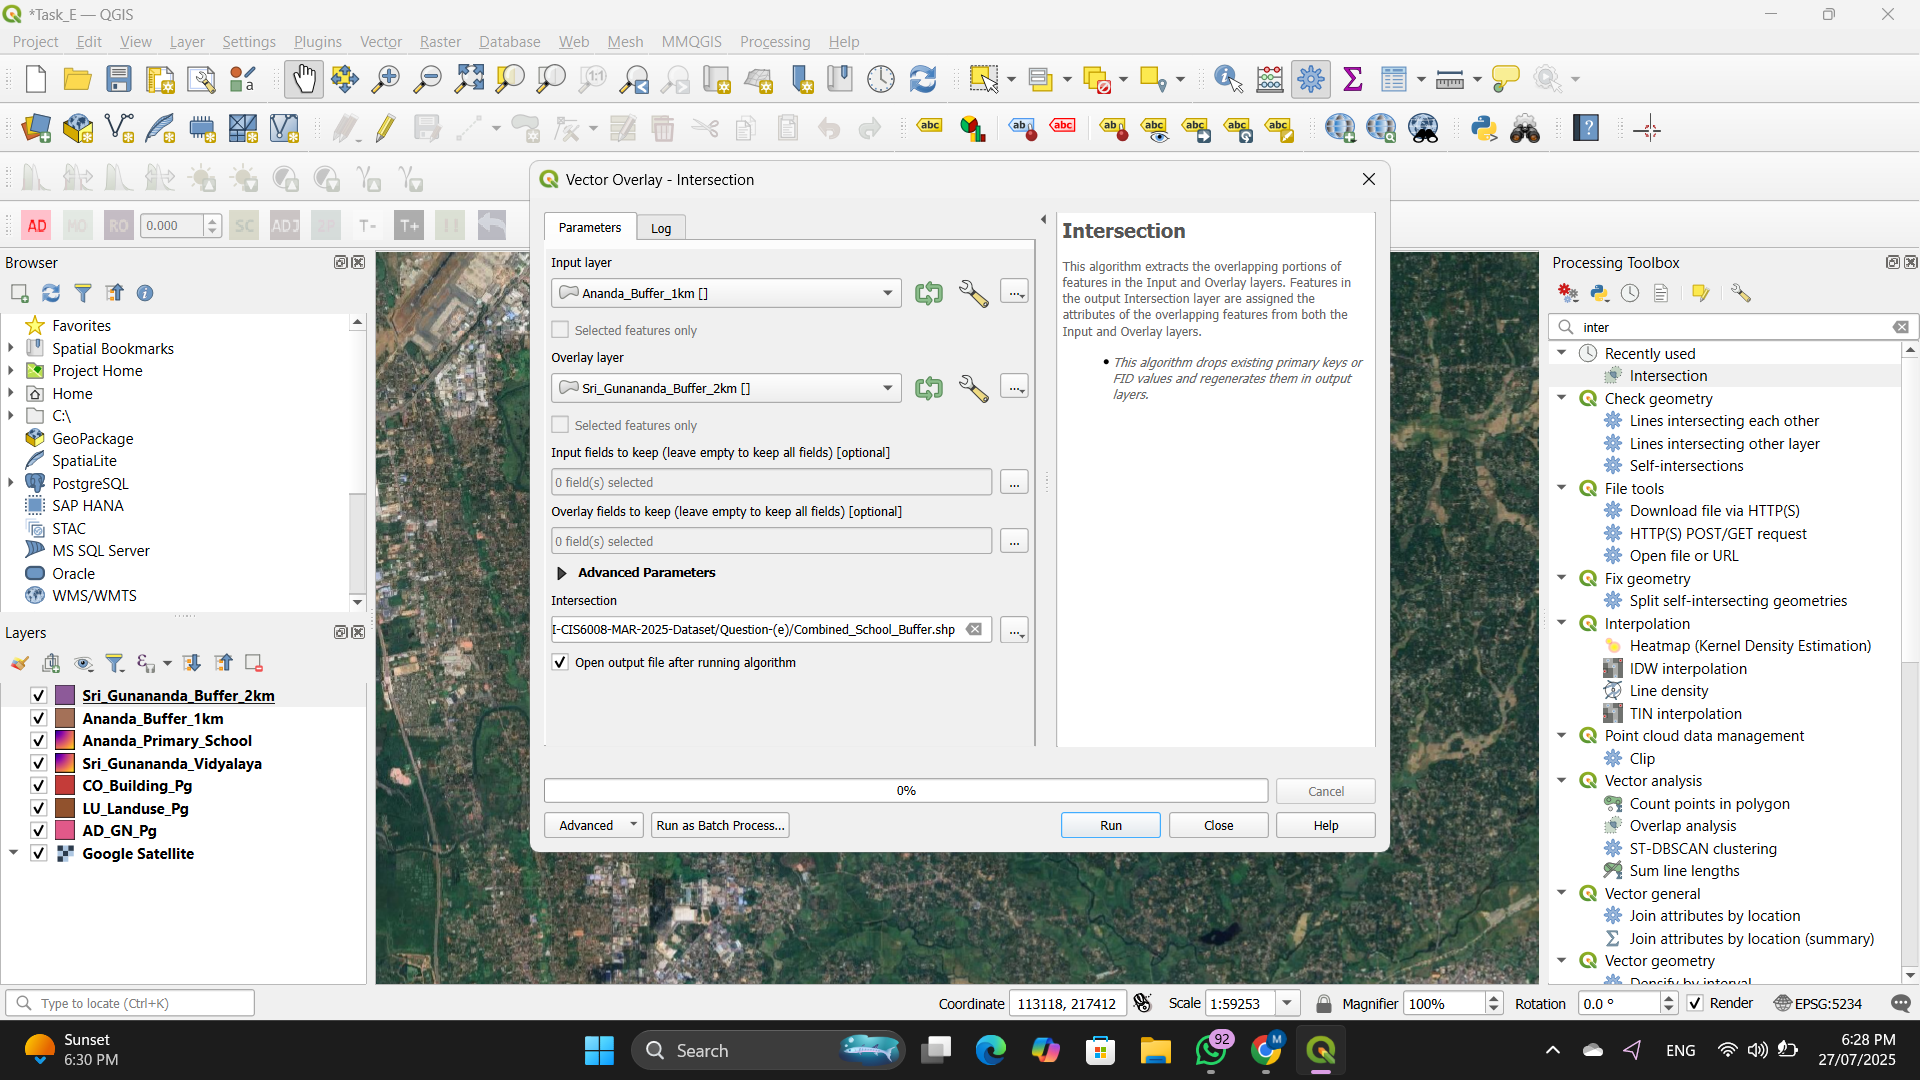 *Task_E — QGIS
Project Edit View Layer Settings Plugins Vector Raster Database Web Mesh MMQGIS Processing Help
AD MO RO 0.000 SC ADJ 2P T- T+
Browser
Favorites
Spatial Bookmarks
Project Home
Home
C:\
GeoPackage
SpatiaLite
PostgreSQL
SAP HANA
STAC
MS SQL Server
Oracle
WMS/WMTS
Layers
Sri_Gunananda_Buffer_2km
Ananda_Buffer_1km
Ananda_Primary_School
Sri_Gunananda_Vidyalaya
CO_Building_Pg
LU_Landuse_Pg
AD_GN_Pg
Google Satellite
Vector Overlay - Intersection
Parameters Log
Input layer
Ananda_Buffer_1km []
...
Selected features only
Overlay layer
Sri_Gunananda_Buffer_2km []
...
Selected features only
Input fields to keep (leave empty to keep all fields) [optional]
0 field(s) selected
...
Overlay fields to keep (leave empty to keep all fields) [optional]
0 field(s) selected
...
Advanced Parameters
Intersection
I-CIS6008-MAR-2025-Dataset/Question-(e)/Combined_School_Buffer.shp
...
Open output file after running algorithm
Intersection
This algorithm extracts the overlapping portions of
features in the Input and Overlay layers. Features in
the output Intersection layer are assigned the
attributes of the overlapping features from both the
Input and Overlay layers.
• This algorithm drops existing primary keys or
FID values and regenerates them in output
layers.
0%
Cancel
Advanced
Run as Batch Process...
Run
Close
Help
Processing Toolbox
inter
Recently used
Intersection
Check geometry
Lines intersecting each other
Lines intersecting other layer
Self-intersections
File tools
Download file via HTTP(S)
HTTP(S) POST/GET request
Open file or URL
Fix geometry
Split self-intersecting geometries
Interpolation
Heatmap (Kernel Density Estimation)
IDW interpolation
Line density
TIN interpolation
Point cloud data management
Clip
Vector analysis
Count points in polygon
Overlap analysis
ST-DBSCAN clustering
Sum line lengths
Vector general
Join attributes by location
Join attributes by location (summary)
Vector geometry
Densify by interval
Type to locate (Ctrl+K)
Coordinate 113118, 217412 Scale 1:59253 Magnifier 100% Rotation 0.0 ° Render EPSG:5234
Sunset
6:30 PM
Search
92
M
ENG
6:28 PM
27/07/2025